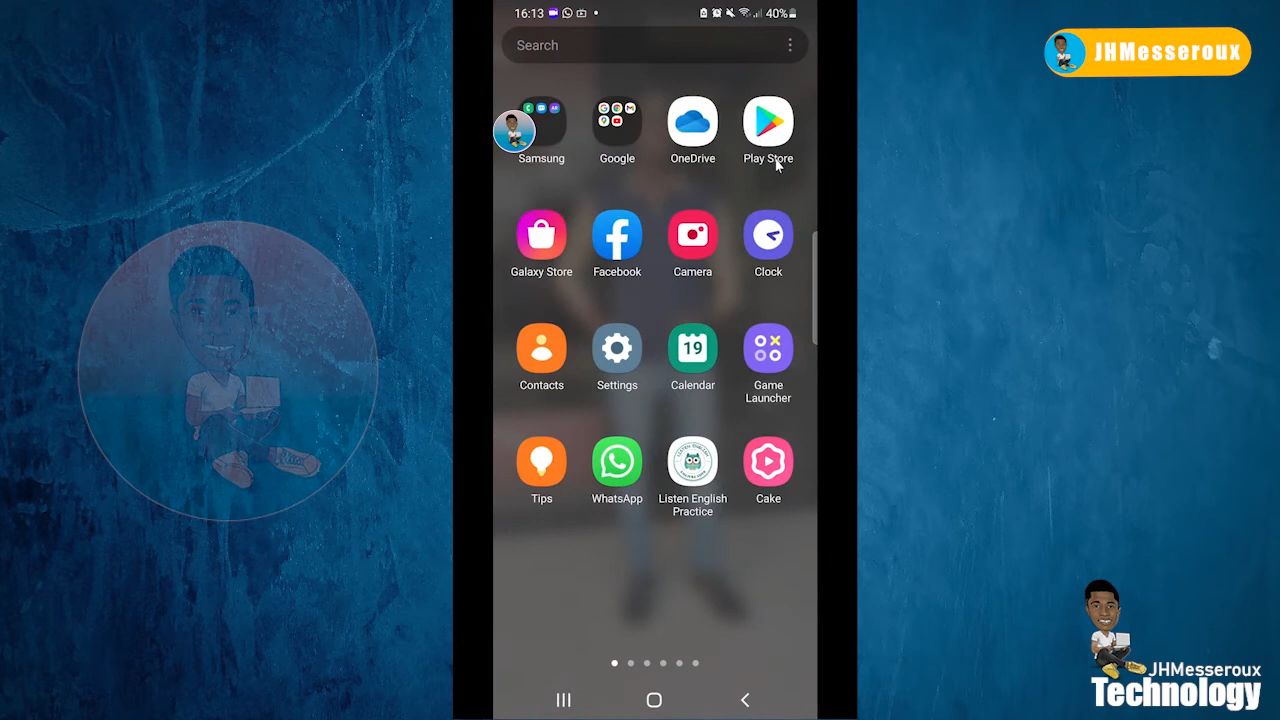 16:13
40%
JHMesseroux
Search
Samsung
Google
OneDrive
Play Store
Galaxy Store
Facebook
Camera
Clock
19
Contacts
Settings
Calendar
Game
Launcher
Tips
WhatsApp
Listen English
Practice
Cake
JHMesseroux
Technology